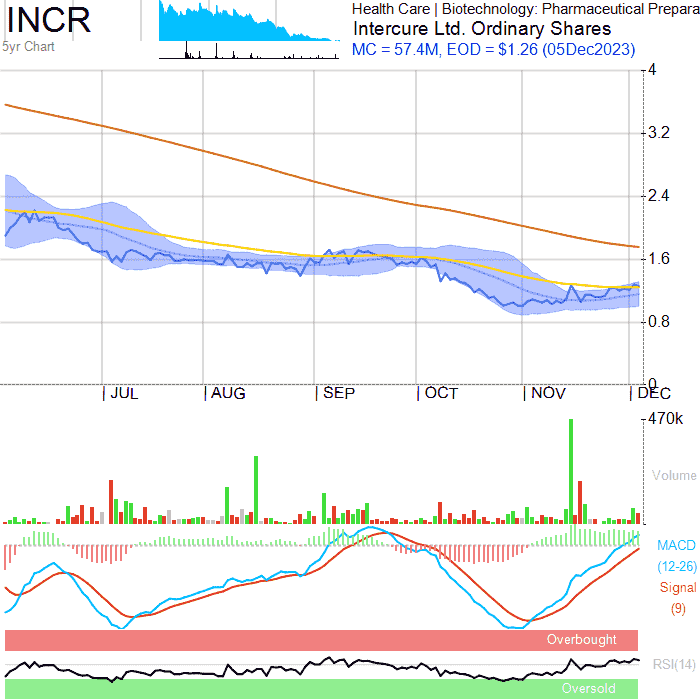 INCR
5yr Chart
Health Care | Biotechnology: Pharmaceutical Prepara
Intercure Ltd. Ordinary Shares
MC = 57.4M, EOD = $1.26 (05Dec2023)
4
3.2
2.4
1.6
0.8
0
JUL AUG SEP OCT NOV DEC
470k
Volume
MACD
(12-26)
Signal
(9)
Overbought
RSI(14)
Oversold